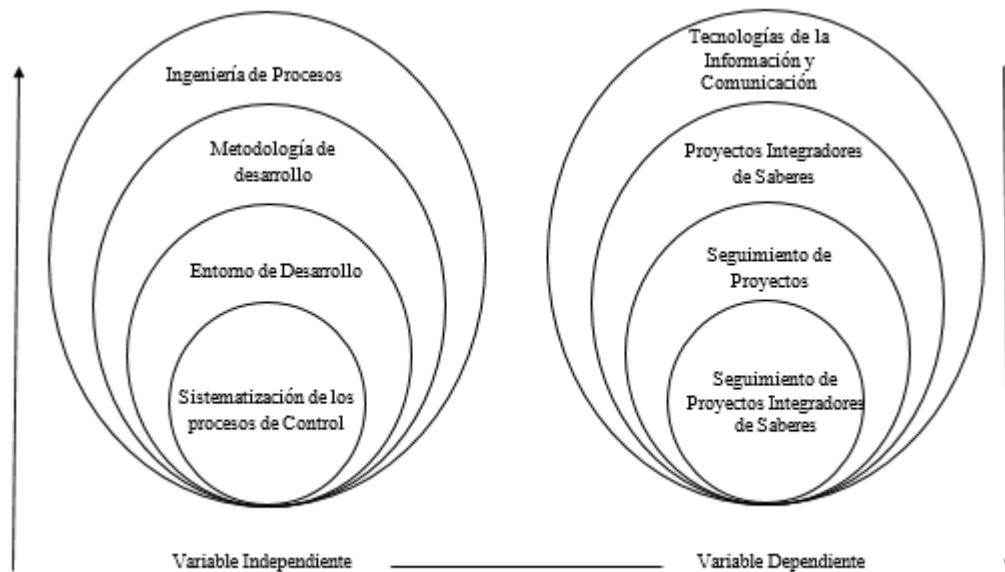 Ingeniería de Procesos
Metodología de
desarrollo
Entorno de Desarrollo
Sistematización de los
procesos de Control
Variable Independiente
Tecnologías de la
Información y
Comunicación
Proyectos Integradores
de Saberes
Seguimiento de
Proyectos
Seguimiento de
Proyectos Integradores
de Saberes
Variable Dependiente